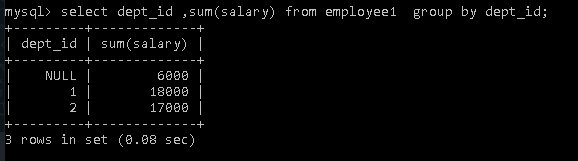 mysql> select dept_id ,sum(salary) from employee1  group by dept_id;
+---------+-------------+
| dept_id | sum(salary) |
+---------+-------------+
|    NULL |        6000 |
|       1 |       18000 |
|       2 |       17000 |
+---------+-------------+
3 rows in set (0.08 sec)